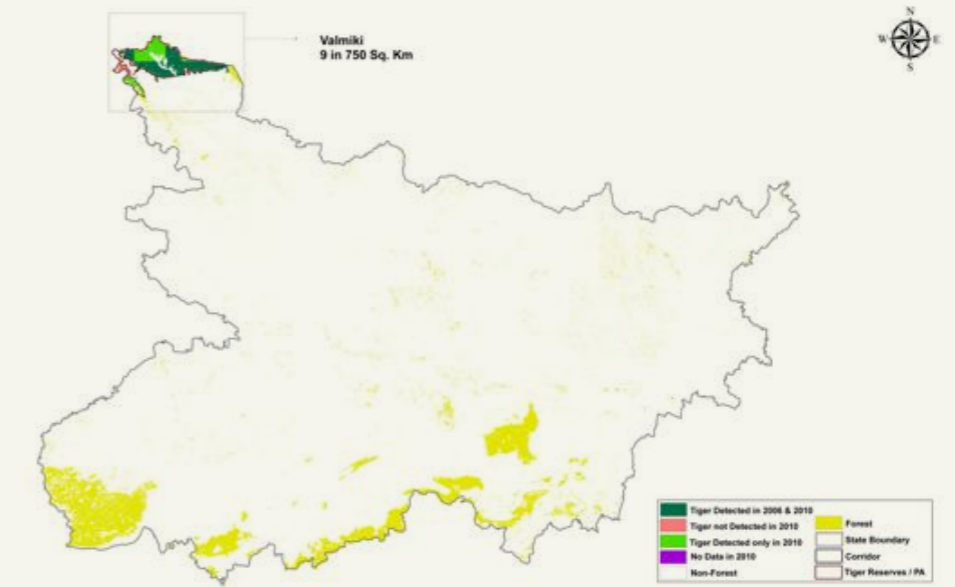 N
W E
S
Valmiki
9 in 750 Sq. Km
Tiger Detected in 2006 & 2010
Tiger not Detected in 2010
Tiger Detected only in 2010
No Data in 2010
Non-Forest
Forest
State Boundary
Corridor
Tiger Reserves / PA